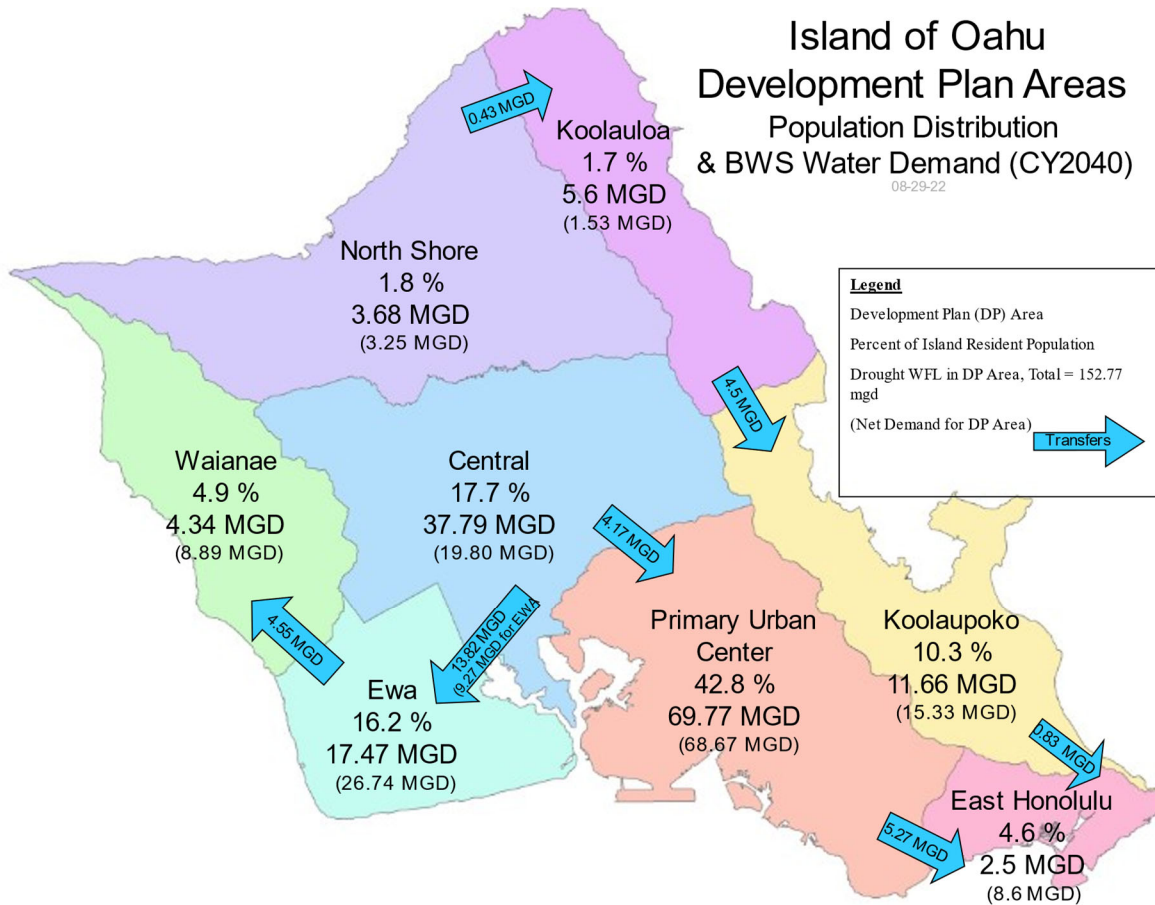 Island of Oahu
Development Plan Areas
Population Distribution
& BWS Water Demand (CY2040)
08-29-22
0.43 MGD
Koolauloa
1.7 %
5.6 MGD
(1.53 MGD)
North Shore
1.8 %
3.68 MGD
(3.25 MGD)
Legend
Development Plan (DP) Area
Percent of Island Resident Population
Drought WFL in DP Area, Total = 152.77
mgd
(Net Demand for DP Area)
Transfers
4.5 MGD
Waianae
4.9 %
4.34 MGD
(8.89 MGD)
Central
17.7 %
37.79 MGD
(19.80 MGD)
4.17 MGD
13.82 MGD
(9.27 MGD for EWA
4.55 MGD
Ewa
16.2 %
17.47 MGD
(26.74 MGD)
Primary Urban
Center
42.8 %
69.77 MGD
(68.67 MGD)
Koolaupoko
10.3 %
11.66 MGD
(15.33 MGD)
0.83 MGD
5.27 MGD
East Honolulu
4.6 %
2.5 MGD
(8.6 MGD)